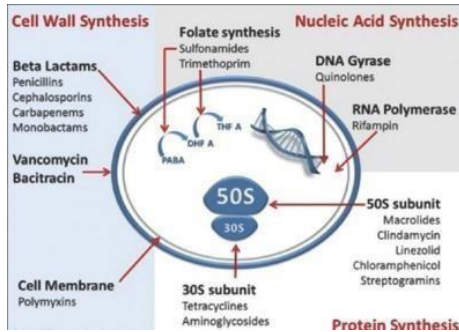 Cell Wall Synthesis
Nucleic Acid Synthesis
Folate synthesis
Sulfonamides
Trimethoprim
Beta Lactams
Penicillins
Cephalosporins
Carbapenems
Monobactams
DNA Gyrase
Quinolones
RNA Polymerase
Rifampin
THF A
DHF A
PABA
Vancomycin
Bacitracin
50S
30S
50S subunit
Macrolides
Clindamycin
Linezolid
Chloramphenicol
Streptogramins
Cell Membrane
Polymyxins
30S subunit
Tetracyclines
Aminoglycosides
Protein Synthesis